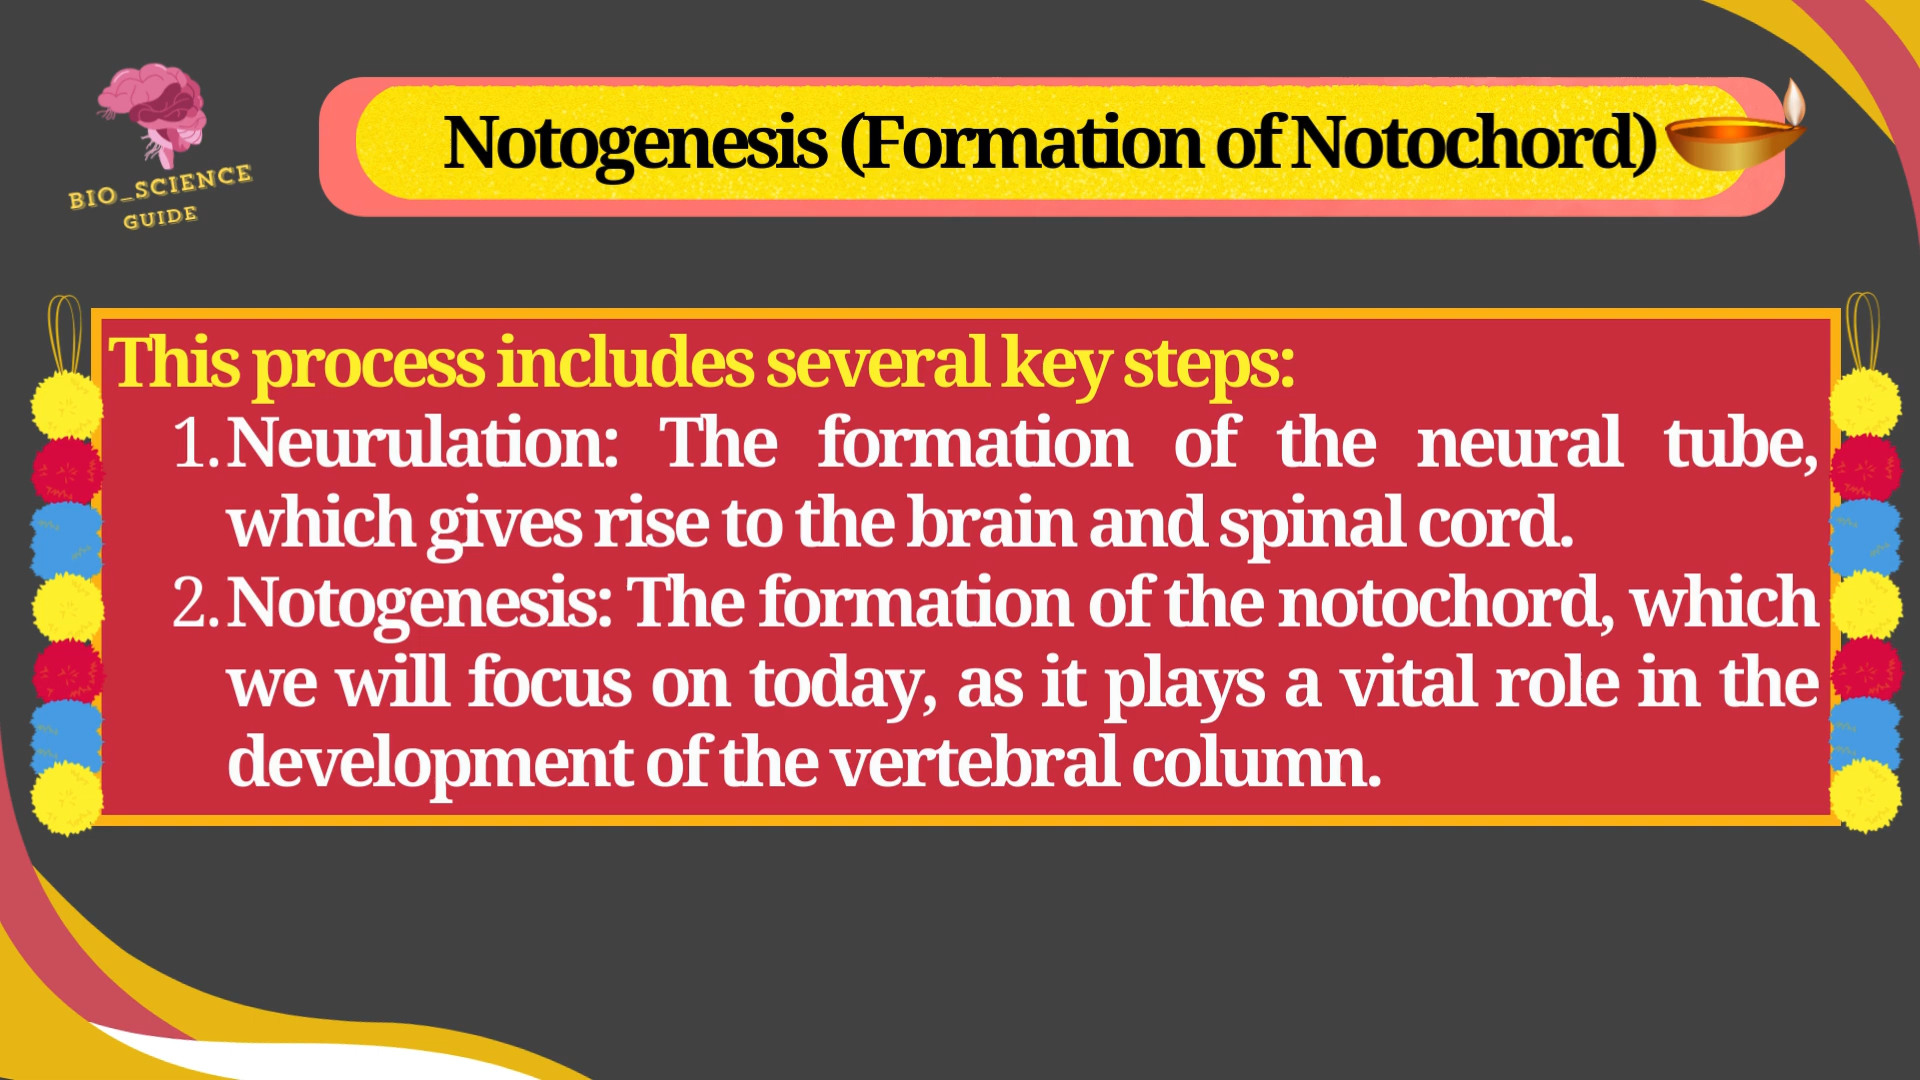 BIO_SCIENCE
GUIDE
Notogenesis (Formation of Notochord)
This process includes several key steps:
1. Neurulation: The formation of the neural tube,
which gives rise to the brain and spinal cord.
2. Notogenesis: The formation of the notochord, which
we will focus on today, as it plays a vital role in the
development of the vertebral column.